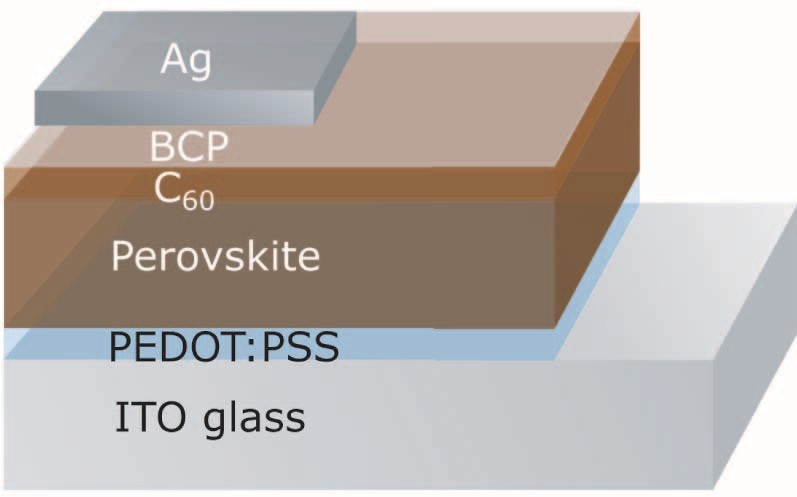 Ag
BCP
C₆₀
Perovskite
PEDOT:PSS
ITO glass